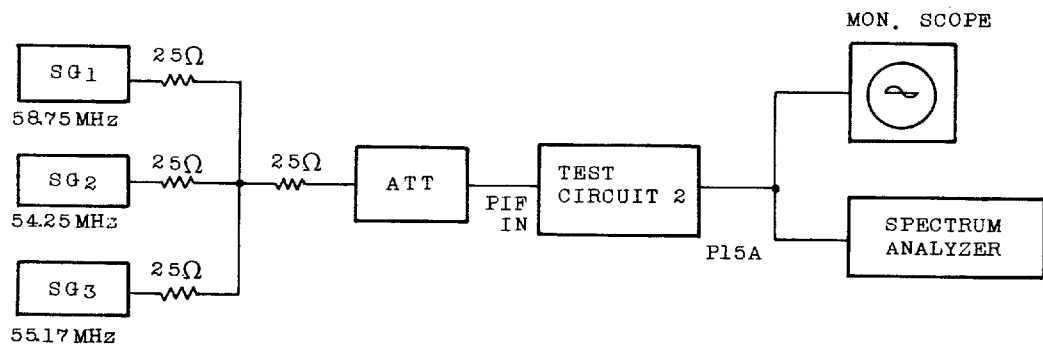 MON. SCOPE
25Ω
SG1
58.75MHz
25Ω
SG2
54.25MHz
25Ω
ATT
PIF
IN
TEST
CIRCUIT 2
P15A
SPECTRUM
ANALYZER
25Ω
SG3
55.17MHz